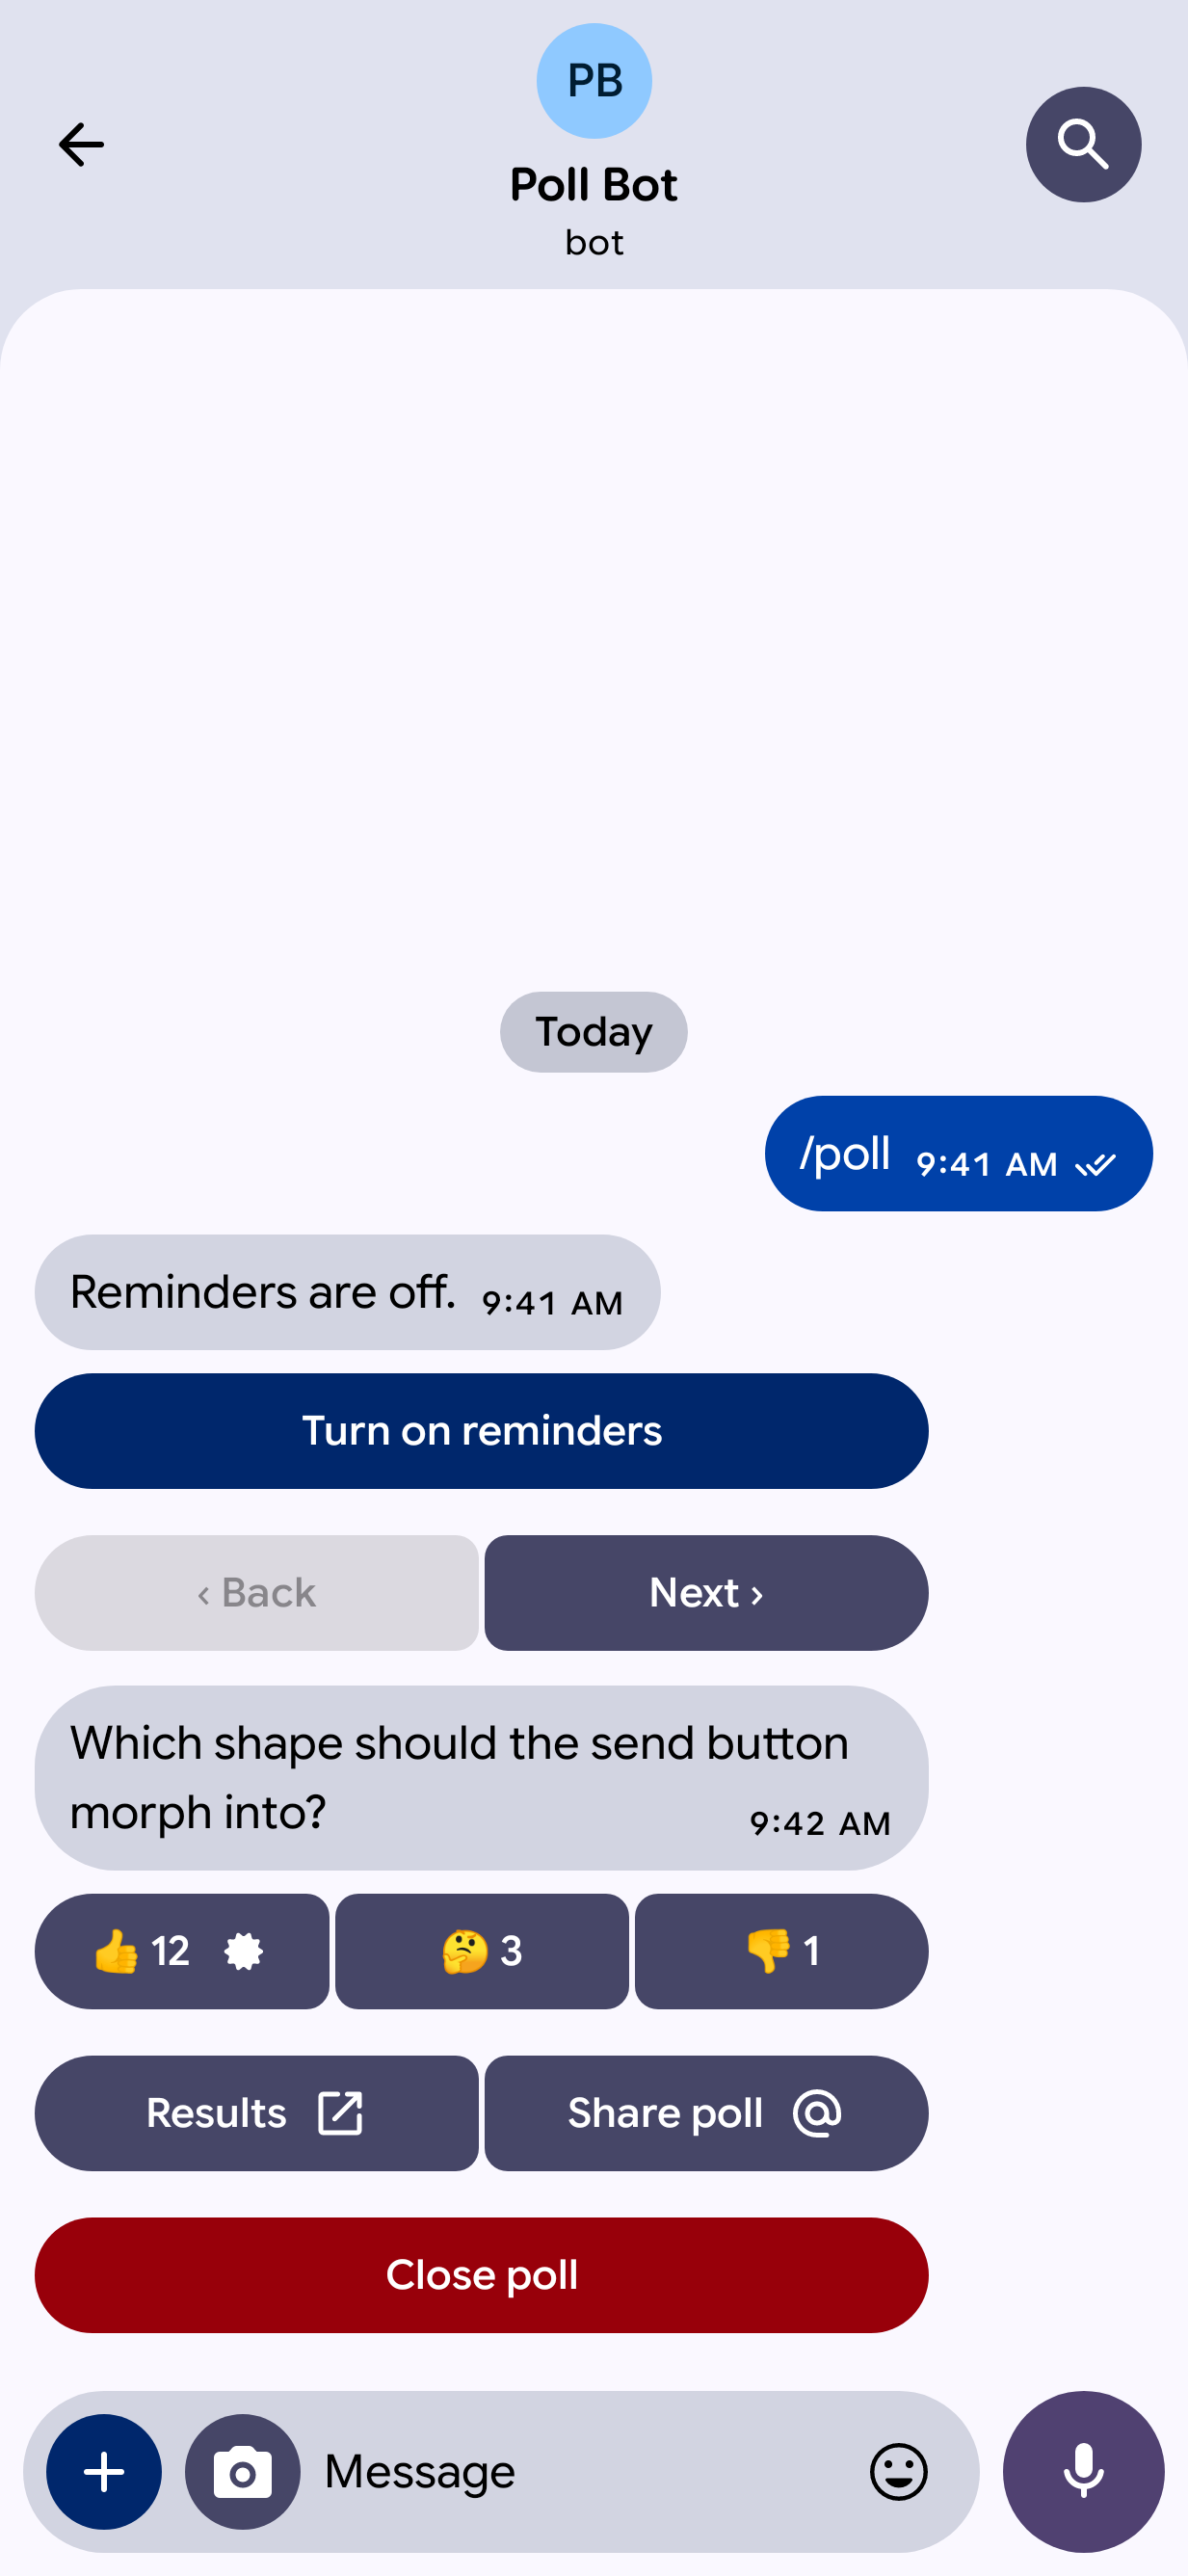 PB
Poll Bot
bot
Today
/poll 9:41 AM
Reminders are off. 9:41 AM
Turn on reminders
‹ Back
Next ›
Which shape should the send button
morph into? 9:42 AM
👍 12
🤔 3
👎 1
Results
Share poll
Close poll
Message